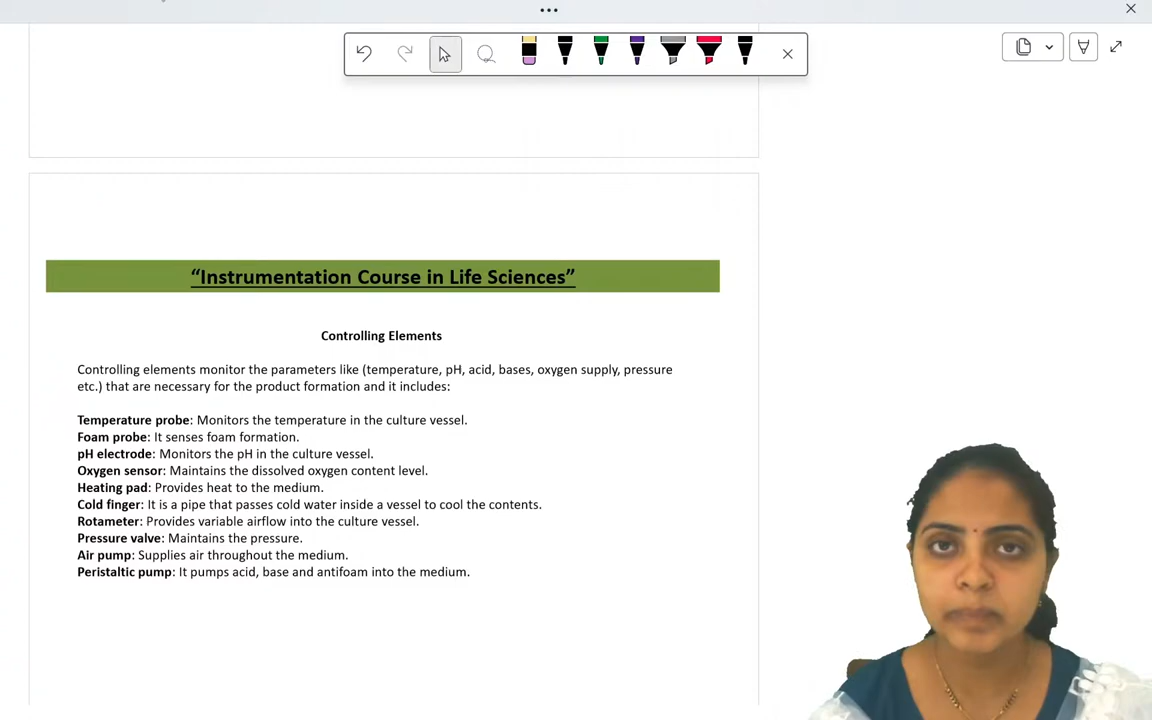 “Instrumentation Course in Life Sciences”
Controlling Elements
Controlling elements monitor the parameters like (temperature, pH, acid, bases, oxygen supply, pressure
etc.) that are necessary for the product formation and it includes:
Temperature probe: Monitors the temperature in the culture vessel.
Foam probe: It senses foam formation.
pH electrode: Monitors the pH in the culture vessel.
Oxygen sensor: Maintains the dissolved oxygen content level.
Heating pad: Provides heat to the medium.
Cold finger: It is a pipe that passes cold water inside a vessel to cool the contents.
Rotameter: Provides variable airflow into the culture vessel.
Pressure valve: Maintains the pressure.
Air pump: Supplies air throughout the medium.
Peristaltic pump: It pumps acid, base and antifoam into the medium.